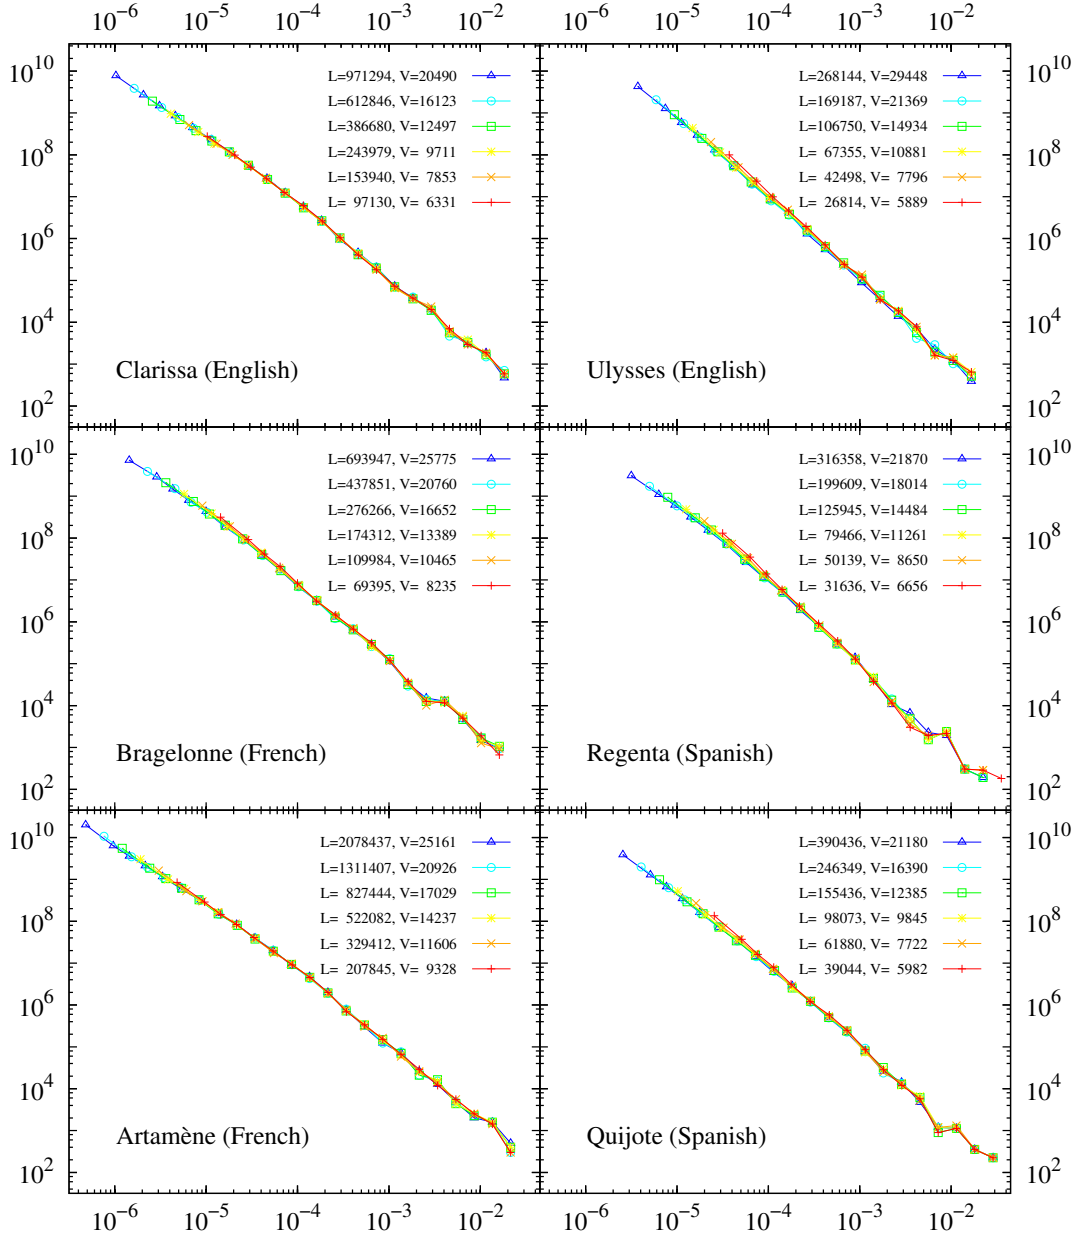 10^−6 10^−5 10^−4 10^−3 10^−2 10^−6 10^−5 10^−4 10^−3 10^−2
10^10
10^8
10^6
10^4
10^2
L=971294, V=20490
L=612846, V=16123
L=386680, V=12497
L=243979, V= 9711
L=153940, V= 7853
L= 97130, V= 6331
Clarissa (English)
L=268144, V=29448
L=169187, V=21369
L=106750, V=14934
L= 67355, V=10881
L= 42498, V= 7796
L= 26814, V= 5889
Ulysses (English)
10^10
10^8
10^6
10^4
10^2
10^10
10^8
10^6
10^4
10^2
L=693947, V=25775
L=437851, V=20760
L=276266, V=16652
L=174312, V=13389
L=109984, V=10465
L= 69395, V= 8235
Bragelonne (French)
L=316358, V=21870
L=199609, V=18014
L=125945, V=14484
L= 79466, V=11261
L= 50139, V= 8650
L= 31636, V= 6656
Regenta (Spanish)
10^10
10^8
10^6
10^4
10^2
10^10
10^8
10^6
10^4
10^2
L=2078437, V=25161
L=1311407, V=20926
L= 827444, V=17029
L= 522082, V=14237
L= 329412, V=11606
L= 207845, V= 9328
Artamène (French)
L=390436, V=21180
L=246349, V=16390
L=155436, V=12385
L= 98073, V= 9845
L= 61880, V= 7722
L= 39044, V= 5982
Quijote (Spanish)
10^10
10^8
10^6
10^4
10^2
10^−6 10^−5 10^−4 10^−3 10^−2 10^−6 10^−5 10^−4 10^−3 10^−2